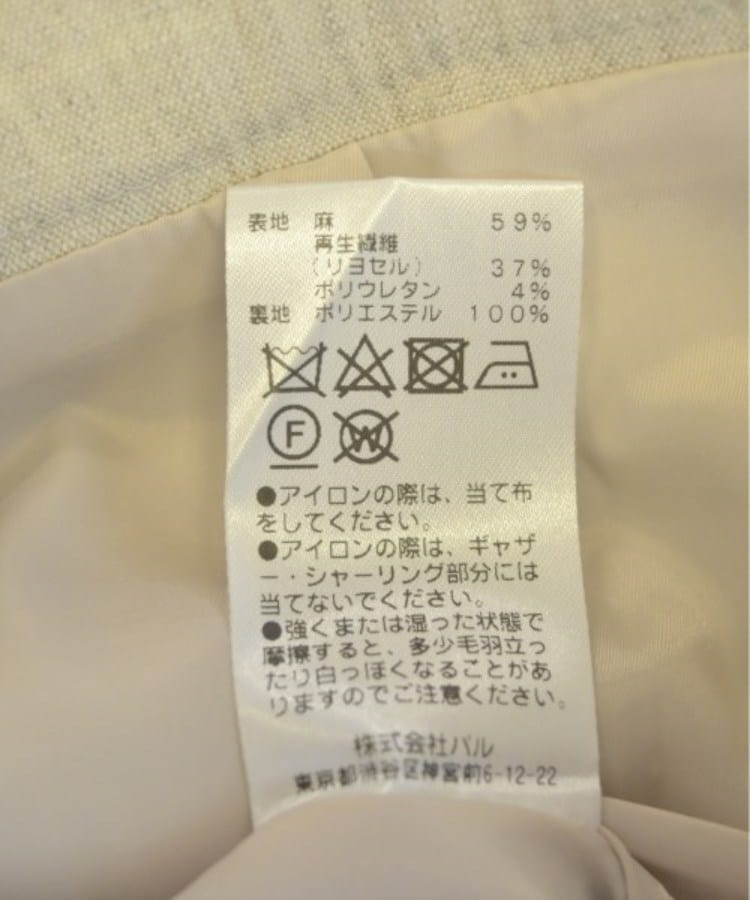 表地 麻 59%
再生繊維
(リヨセル) 37%
ポリウレタン 4%
裏地 ポリエステル 100%
F W
●アイロンの際は、当て布
をしてください。
●アイロンの際は、ギャザ
ー・シャーリング部分には
当てないでください。
●強くまたは湿った状態で
摩擦すると、多少毛羽立っ
たり白っぽくなることがあ
りますのでご注意ください。
株式会社パル
東京都渋谷区神宮前6-12-22